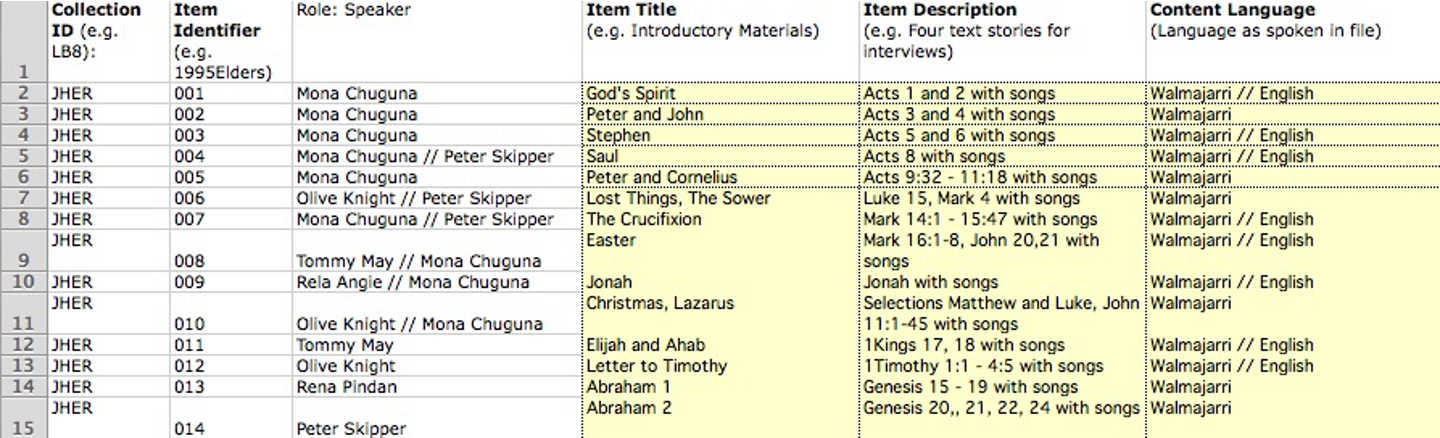 Collection ID (e.g. LB8): Item Identifier (e.g. 1995Elders) Role: Speaker Item Title (e.g. Introductory Materials) Item Description (e.g. Four text stories for interviews) Content Language (Language as spoken in file)
1
2 JHER 001 Mona Chuguna God's Spirit Acts 1 and 2 with songs Walmajarri // English
3 JHER 002 Mona Chuguna Peter and John Acts 3 and 4 with songs Walmajarri
4 JHER 003 Mona Chuguna Stephen Acts 5 and 6 with songs Walmajarri // English
5 JHER 004 Mona Chuguna // Peter Skipper Saul Acts 8 with songs Walmajarri // English
6 JHER 005 Mona Chuguna Peter and Cornelius Acts 9:32 - 11:18 with songs Walmajarri
7 JHER 006 Olive Knight // Peter Skipper Lost Things, The Sower Luke 15, Mark 4 with songs Walmajarri
8 JHER 007 Mona Chuguna // Peter Skipper The Crucifixion Mark 14:1 - 15:47 with songs Walmajarri // English
JHER Easter Mark 16:1-8, John 20,21 with Walmajarri // English
9 008 Tommy May // Mona Chuguna songs
10 JHER 009 Rela Angie // Mona Chuguna Jonah Jonah with songs Walmajarri // English
JHER Christmas, Lazarus Selections Matthew and Luke, John Walmajarri
11 010 Olive Knight // Mona Chuguna 11:1-45 with songs
12 JHER 011 Tommy May Elijah and Ahab 1Kings 17, 18 with songs Walmajarri // English
13 JHER 012 Olive Knight Letter to Timothy 1Timothy 1:1 - 4:5 with songs Walmajarri // English
14 JHER 013 Rena Pindan Abraham 1 Genesis 15 - 19 with songs Walmajarri
JHER Abraham 2 Genesis 20,, 21, 22, 24 with songs Walmajarri
15 014 Peter Skipper